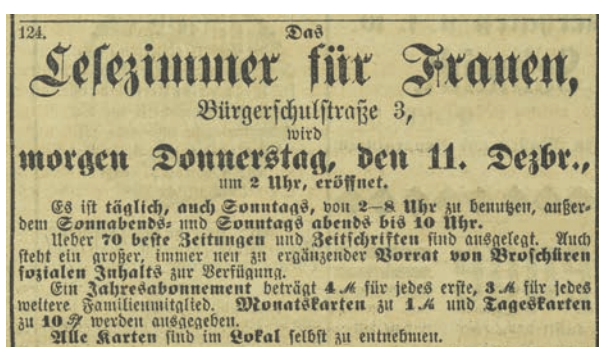 124. Das
Leſezimmer für Frauen,
Bürgerſchulſtraße 3,
wird
morgen Donnerstag, den 11. Dezbr.,
um 2 Uhr, eröffnet.
Es iſt täglich, auch Sonntags, von 2—8 Uhr zu benutzen, außer-
dem Sonnabends- und Sonntags abends bis 10 Uhr.
Ueber 70 beſte Zeitungen und Zeitſchriften ſind ausgelegt. Auch
ſteht ein großer, immer neu zu ergänzender Vorrat von Broſchüren
ſozialen Inhalts zur Verfügung.
Ein Jahresabonnement beträgt 4 ℳ für jedes erſte, 3 ℳ für jedes
weitere Familienmitglied. Monatskarten zu 1 ℳ und Tageskarten
zu 10 ₰ werden ausgegeben.
Alle Karten ſind im Lokal ſelbſt zu entnehmen.